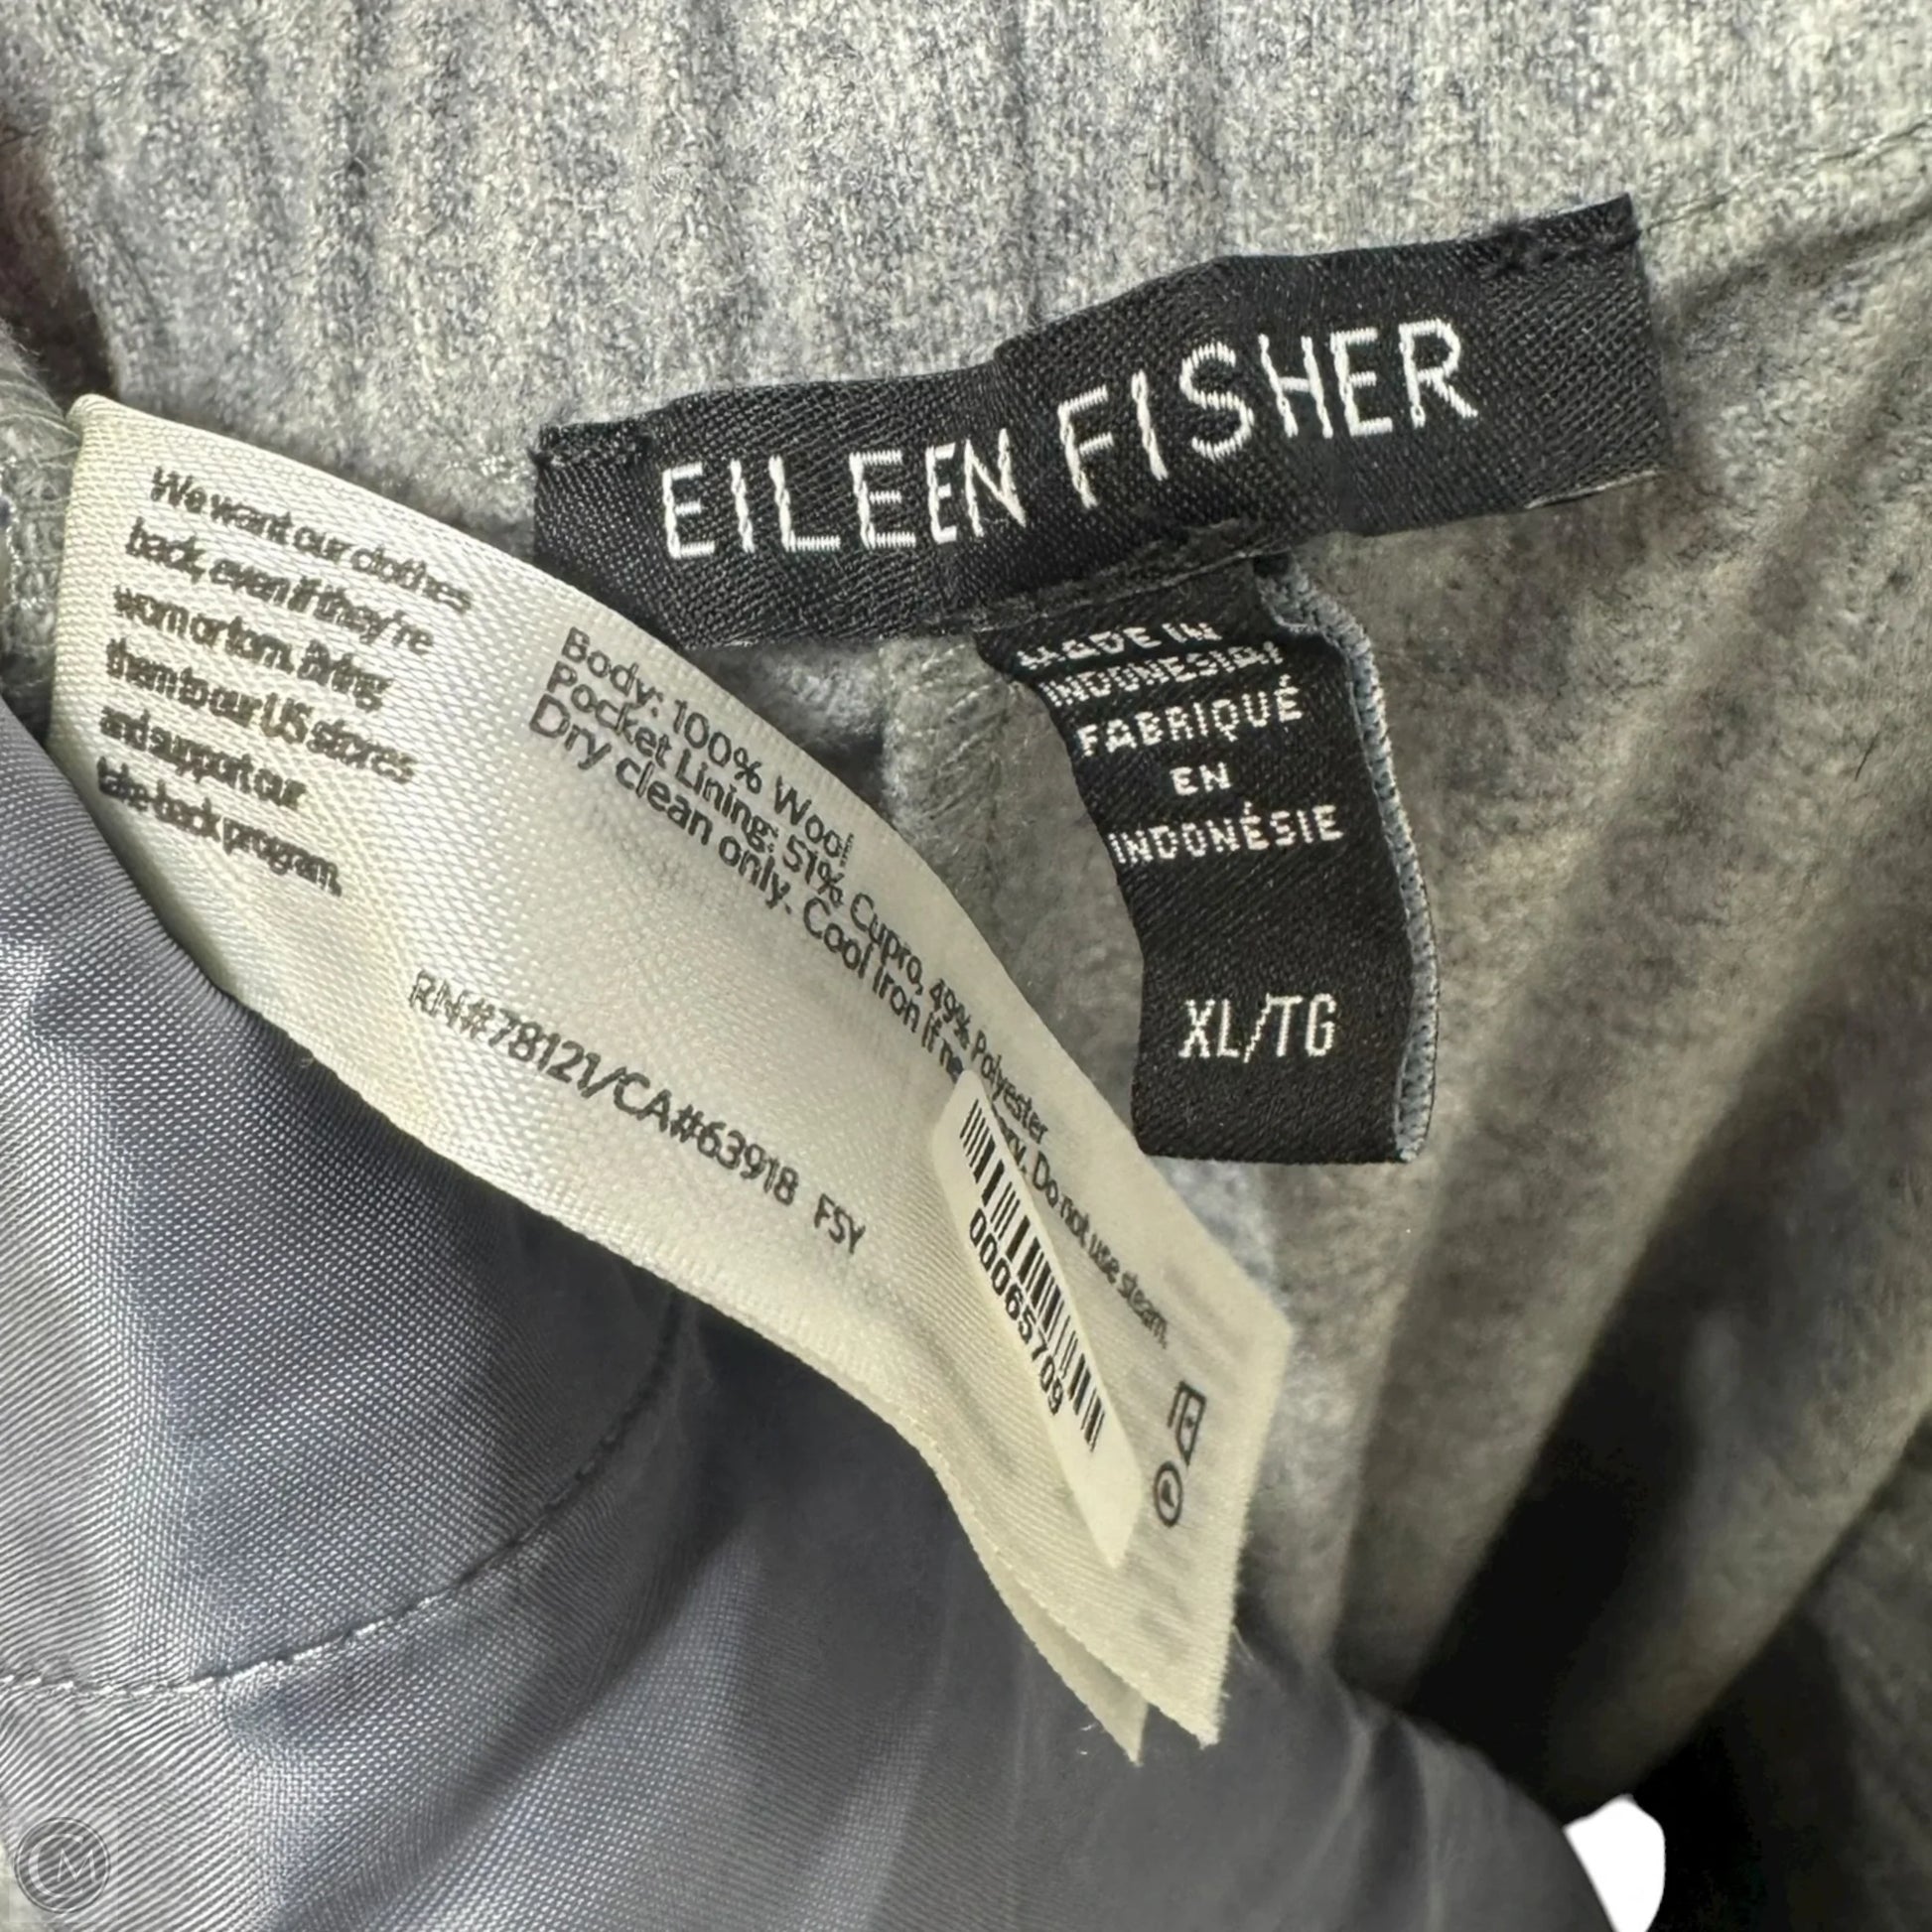 EILEEN FISHER
MADE IN
INDONESIA/
FABRIQUÉ
EN
INDONÉSIE
XL/TG
We want our clothes
back, even if they're
worn or torn. Bring
them to our US stores
and support our
take-back program.
Body: 100% Wool
Pocket Lining: 51% Cupro, 49% Polyester
Dry clean only. Cool iron if Do not use steam.
RN#78121/CA#63918 FSY
000065709
CM